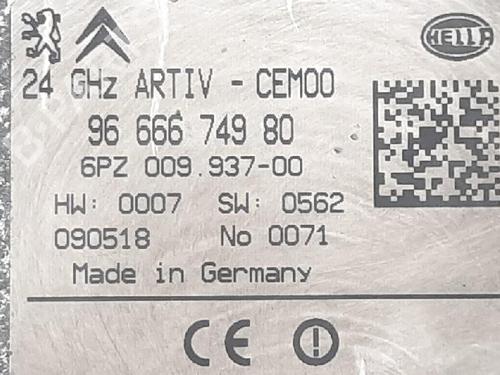 HELLA
24 GHz ARTIV - CEM00
96 666 749 80
6PZ 009.937-00
HW: 0007 SW: 0562
090518 No 0071
Made in Germany
CE